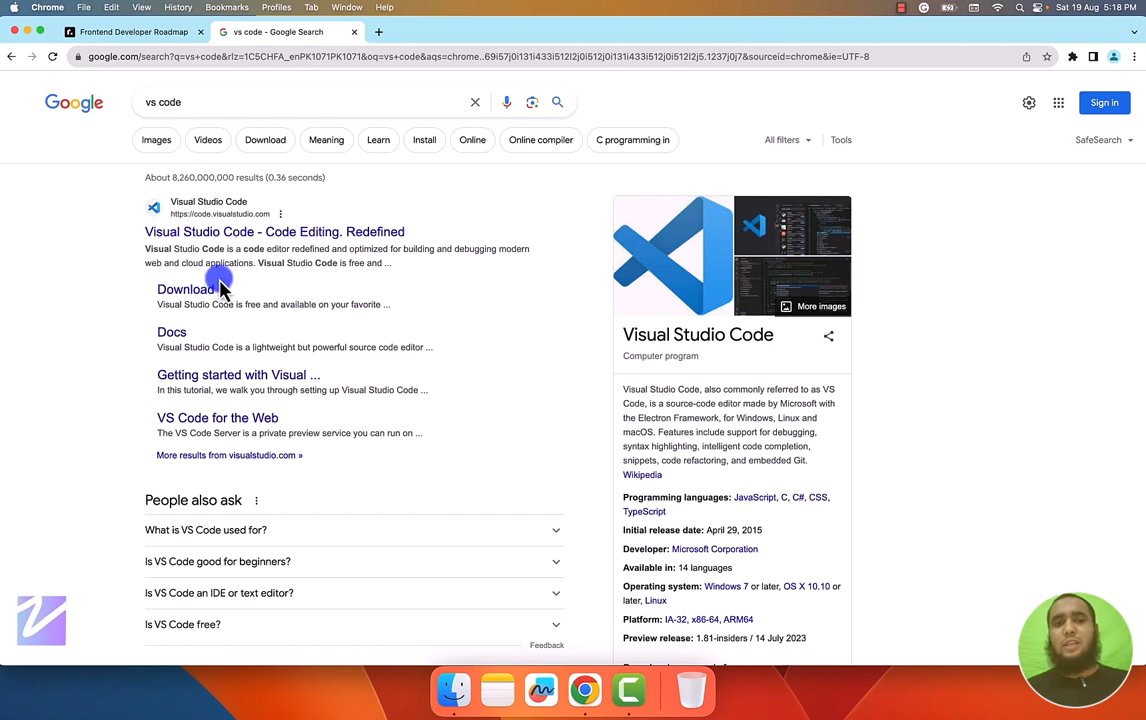 Chrome File Edit View History Bookmarks Profiles Tab Window Help Sat 19 Aug 5:18 PM
Frontend Developer Roadmap
vs code - Google Search
google.com/search?q=vs+code&rlz=1C5CHFA_enPK1071PK1071&oq=vs+code&aqs=chrome..69i57j0i131i433i512l2j0i512j0i131i433i512l2j0i512l2j5.1237j0j7&sourceid=chrome&ie=UTF-8
Google
vs code
Sign in
Images Videos Download Meaning Learn Install Online Online compiler C programming in
All filters Tools SafeSearch
About 8,260,000,000 results (0.36 seconds)
Visual Studio Code
https://code.visualstudio.com
Visual Studio Code - Code Editing. Redefined
Visual Studio Code is a code editor redefined and optimized for building and debugging modern
web and cloud applications. Visual Studio Code is free and ...
Download
Visual Studio Code is free and available on your favorite ...
Docs
Visual Studio Code is a lightweight but powerful source code editor ...
Getting started with Visual ...
In this tutorial, we walk you through setting up Visual Studio Code ...
VS Code for the Web
The VS Code Server is a private preview service you can run on ...
More results from visualstudio.com »
People also ask
What is VS Code used for?
Is VS Code good for beginners?
Is VS Code an IDE or text editor?
Is VS Code free?
Feedback
More images
Visual Studio Code
Computer program
Visual Studio Code, also commonly referred to as VS
Code, is a source-code editor made by Microsoft with
the Electron Framework, for Windows, Linux and
macOS. Features include support for debugging,
syntax highlighting, intelligent code completion,
snippets, code refactoring, and embedded Git.
Wikipedia
Programming languages: JavaScript, C, C#, CSS,
TypeScript
Initial release date: April 29, 2015
Developer: Microsoft Corporation
Available in: 14 languages
Operating system: Windows 7 or later, OS X 10.10 or
later, Linux
Platform: IA-32, x86-64, ARM64
Preview release: 1.81-insiders / 14 July 2023